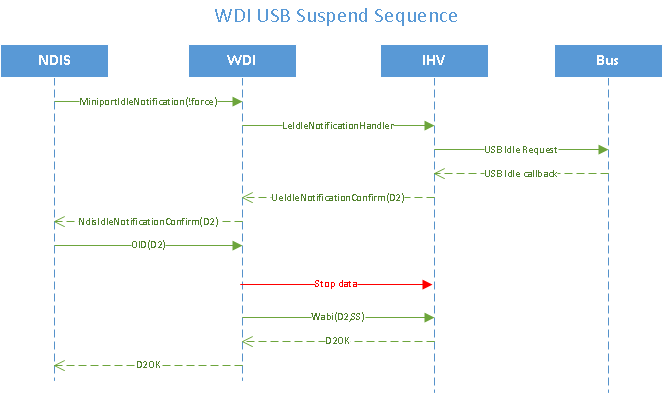 WDI USB Suspend Sequence
NDIS
WDI
IHV
Bus
MiniportIdleNotification(!force)
LeIdleNotificationHandler
USB Idle Request
USB Idle callback
UeIdleNotificationConfirm(D2)
NdisIdleNotificationConfirm(D2)
OID(D2)
Stop data
Wabi(D2,SS)
D2OK
D2OK